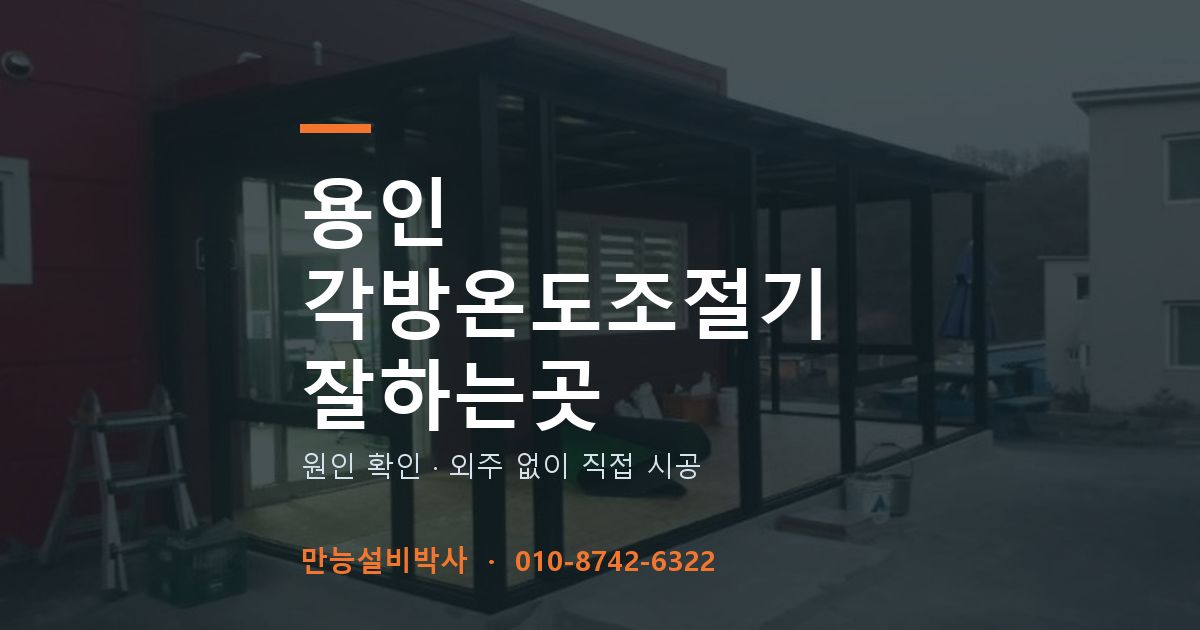 용인
각방온도조절기
잘하는곳
원인 확인 · 외주 없이 직접 시공
만능설비박사 · 010-8742-6322